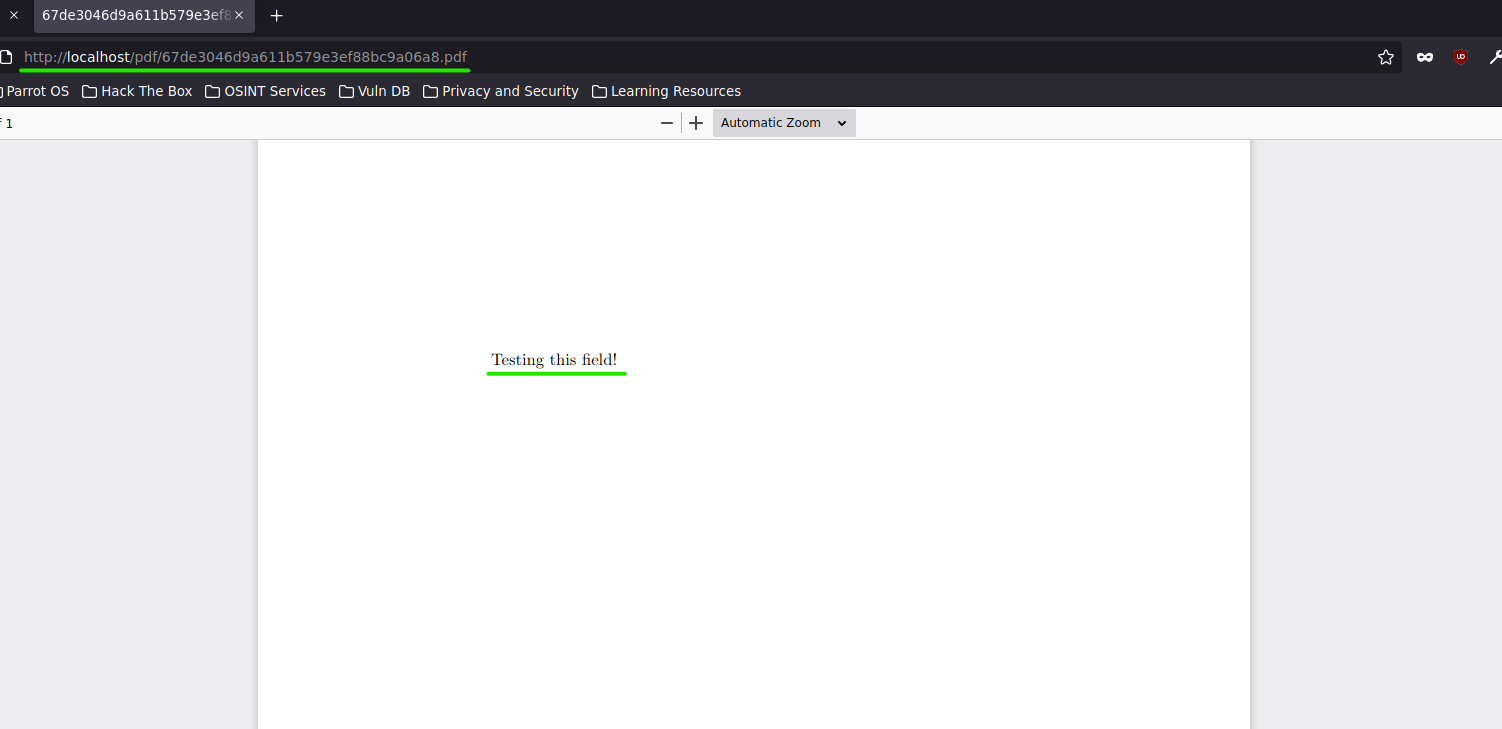 67de3046d9a611b579e3ef8
http://localhost/pdf/67de3046d9a611b579e3ef88bc9a06a8.pdf
Parrot OS Hack The Box OSINT Services Vuln DB Privacy and Security Learning Resources
1 Automatic Zoom
Testing this field!